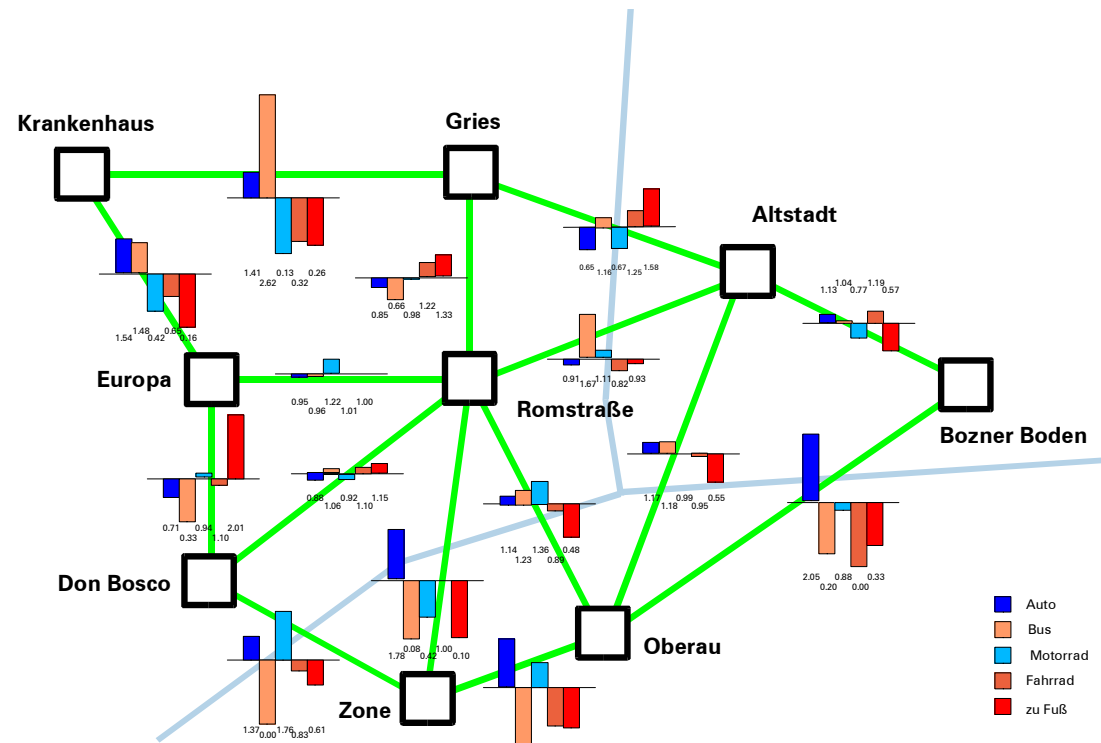 Krankenhaus
Gries
Altstadt
1.41 0.13 0.26
2.62 0.32
0.65 0.67 1.58
1.16 1.25
1.04 1.19
1.13 0.77 0.57
0.66 1.22
0.85 0.98 1.33
1.48 0.65
1.54 0.42 0.16
0.91 1.11 0.93
1.67 0.82
Europa
Romstraße
Bozner Boden
0.95 1.22 1.00
0.96 1.01
0.88 0.92 1.15
1.06 1.10
1.17 0.99 0.55
1.18 0.95
0.71 0.94 2.01
0.33 1.10
1.14 1.36 0.48
1.23 0.89
2.05 0.88 0.33
0.20 0.00
Don Bosco
0.08 1.00
1.78 0.42 0.10
Oberau
Zone
1.37 1.76 0.61
0.00 0.83
Auto
Bus
Motorrad
Fahrrad
zu Fuß